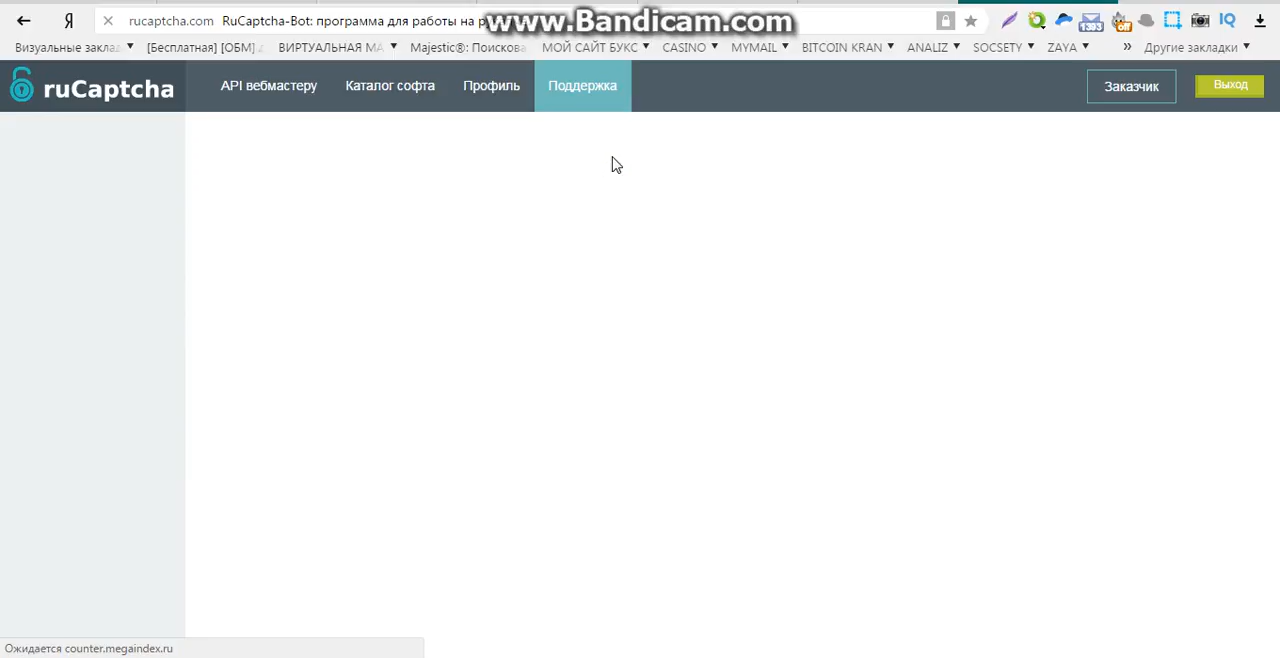 Я rucaptcha.com RuCaptcha-Bot: программа для работы на р
www.Bandicam.com
Визуальные заклад [Бесплатная] [ОБМ] ВИРТУАЛЬНАЯ МА Majestic®: Поискова МОЙ САЙТ БУКС CASINO MYMAIL BITCOIN KRAN ANALIZ SOCSETY ZAYA » Другие закладки
ruCaptcha API вебмастеру Каталог софта Профиль Поддержка Заказчик Выход
Ожидается counter.megaindex.ru